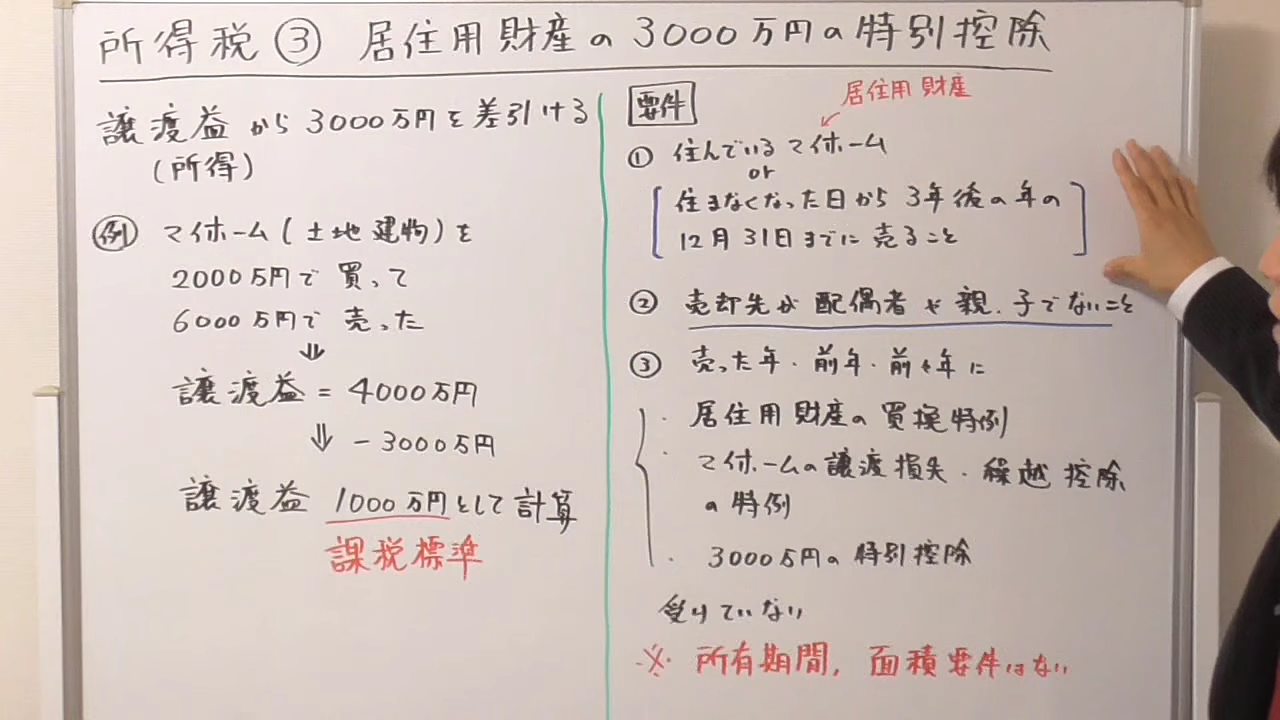 所得税③ 居住用財産の3000万円の特別控除
譲渡益から3000万円を差引ける
(所得)
例 マイホーム(土地建物)を
2000万円で買って
6000万円で売った
⇓
譲渡益=4000万円
⇓ -3000万円
譲渡益 1000万円として計算
課税標準
要件
居住用財産
① 住んでいるマイホーム
or
[住まなくなった日から3年後の年の
12月31日までに売ること]
② 売却先が配偶者や親、子でないこと
③ 売った年・前年・前々年に
・居住用財産の買換特例
・マイホームの譲渡損失・繰越控除
の特例
・3000万円の特別控除
受けていない
※ 所有期間, 面積要件はない